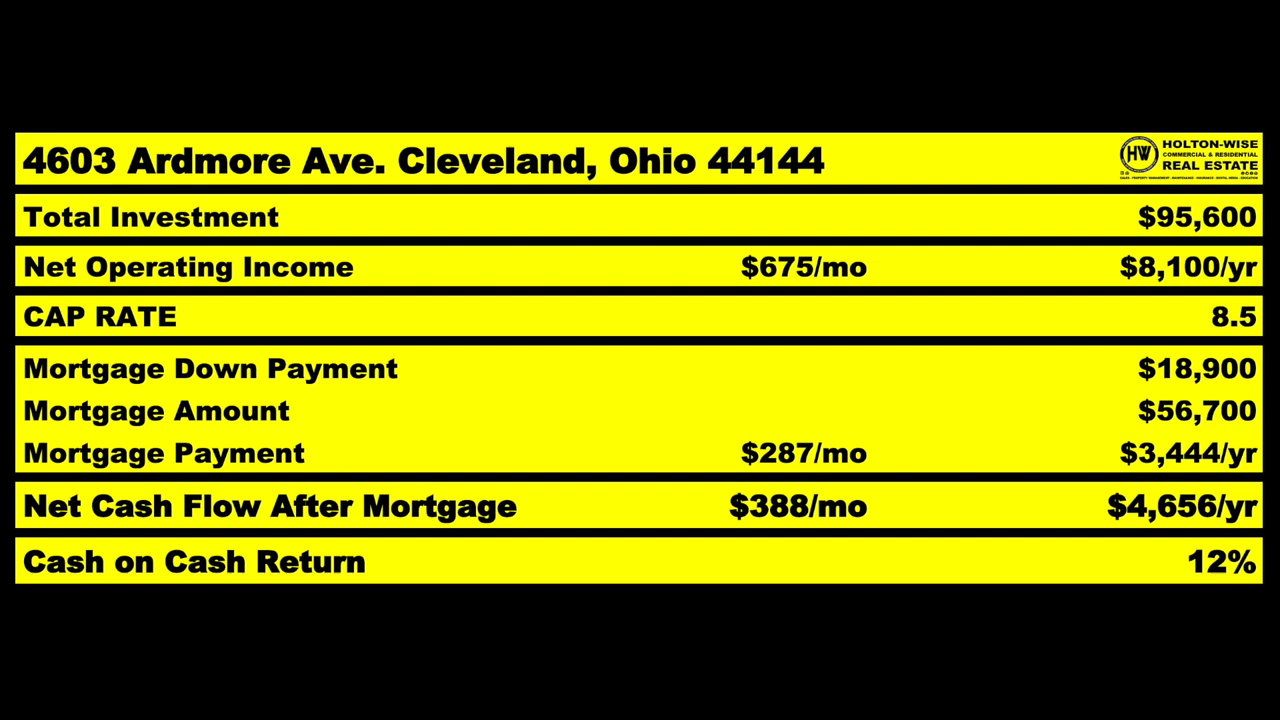 4603 Ardmore Ave. Cleveland, Ohio 44144
HW
HOLTON-WISE
COMMERCIAL & RESIDENTIAL
REAL ESTATE
Total Investment $95,600
Net Operating Income $675/mo $8,100/yr
CAP RATE 8.5
Mortgage Down Payment $18,900
Mortgage Amount $56,700
Mortgage Payment $287/mo $3,444/yr
Net Cash Flow After Mortgage $388/mo $4,656/yr
Cash on Cash Return 12%